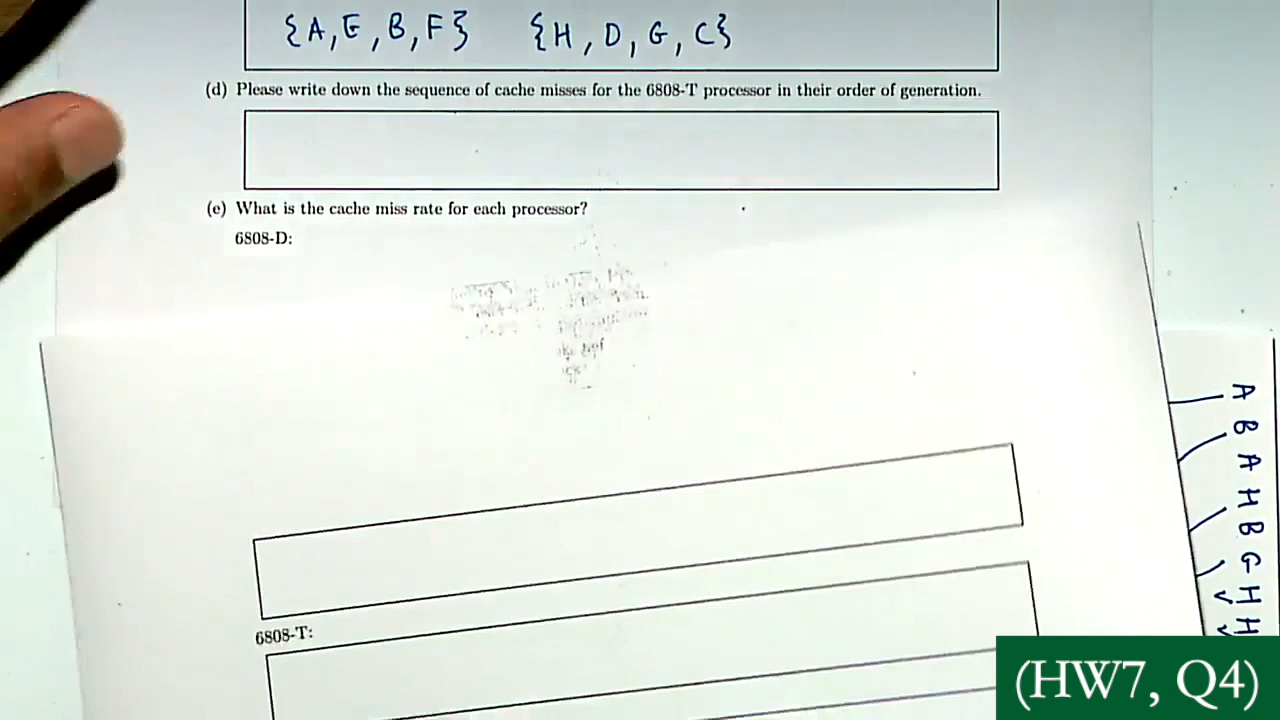 {A, E, B, F} {H, D, G, C}
(d) Please write down the sequence of cache misses for the 6808-T processor in their order of generation.
(e) What is the cache miss rate for each processor?
6808-D:
6808-T:
A B A H B G H H
(HW7, Q4)